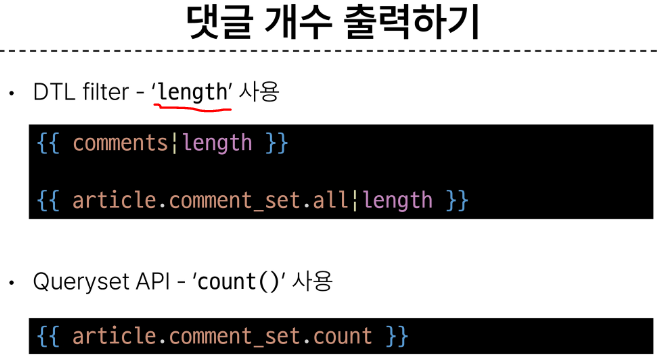 댓글 개수 출력하기
• DTL filter - ‘length’ 사용
{{ comments|length }}
{{ article.comment_set.all|length }}
• Queryset API - ‘count()’ 사용
{{ article.comment_set.count }}